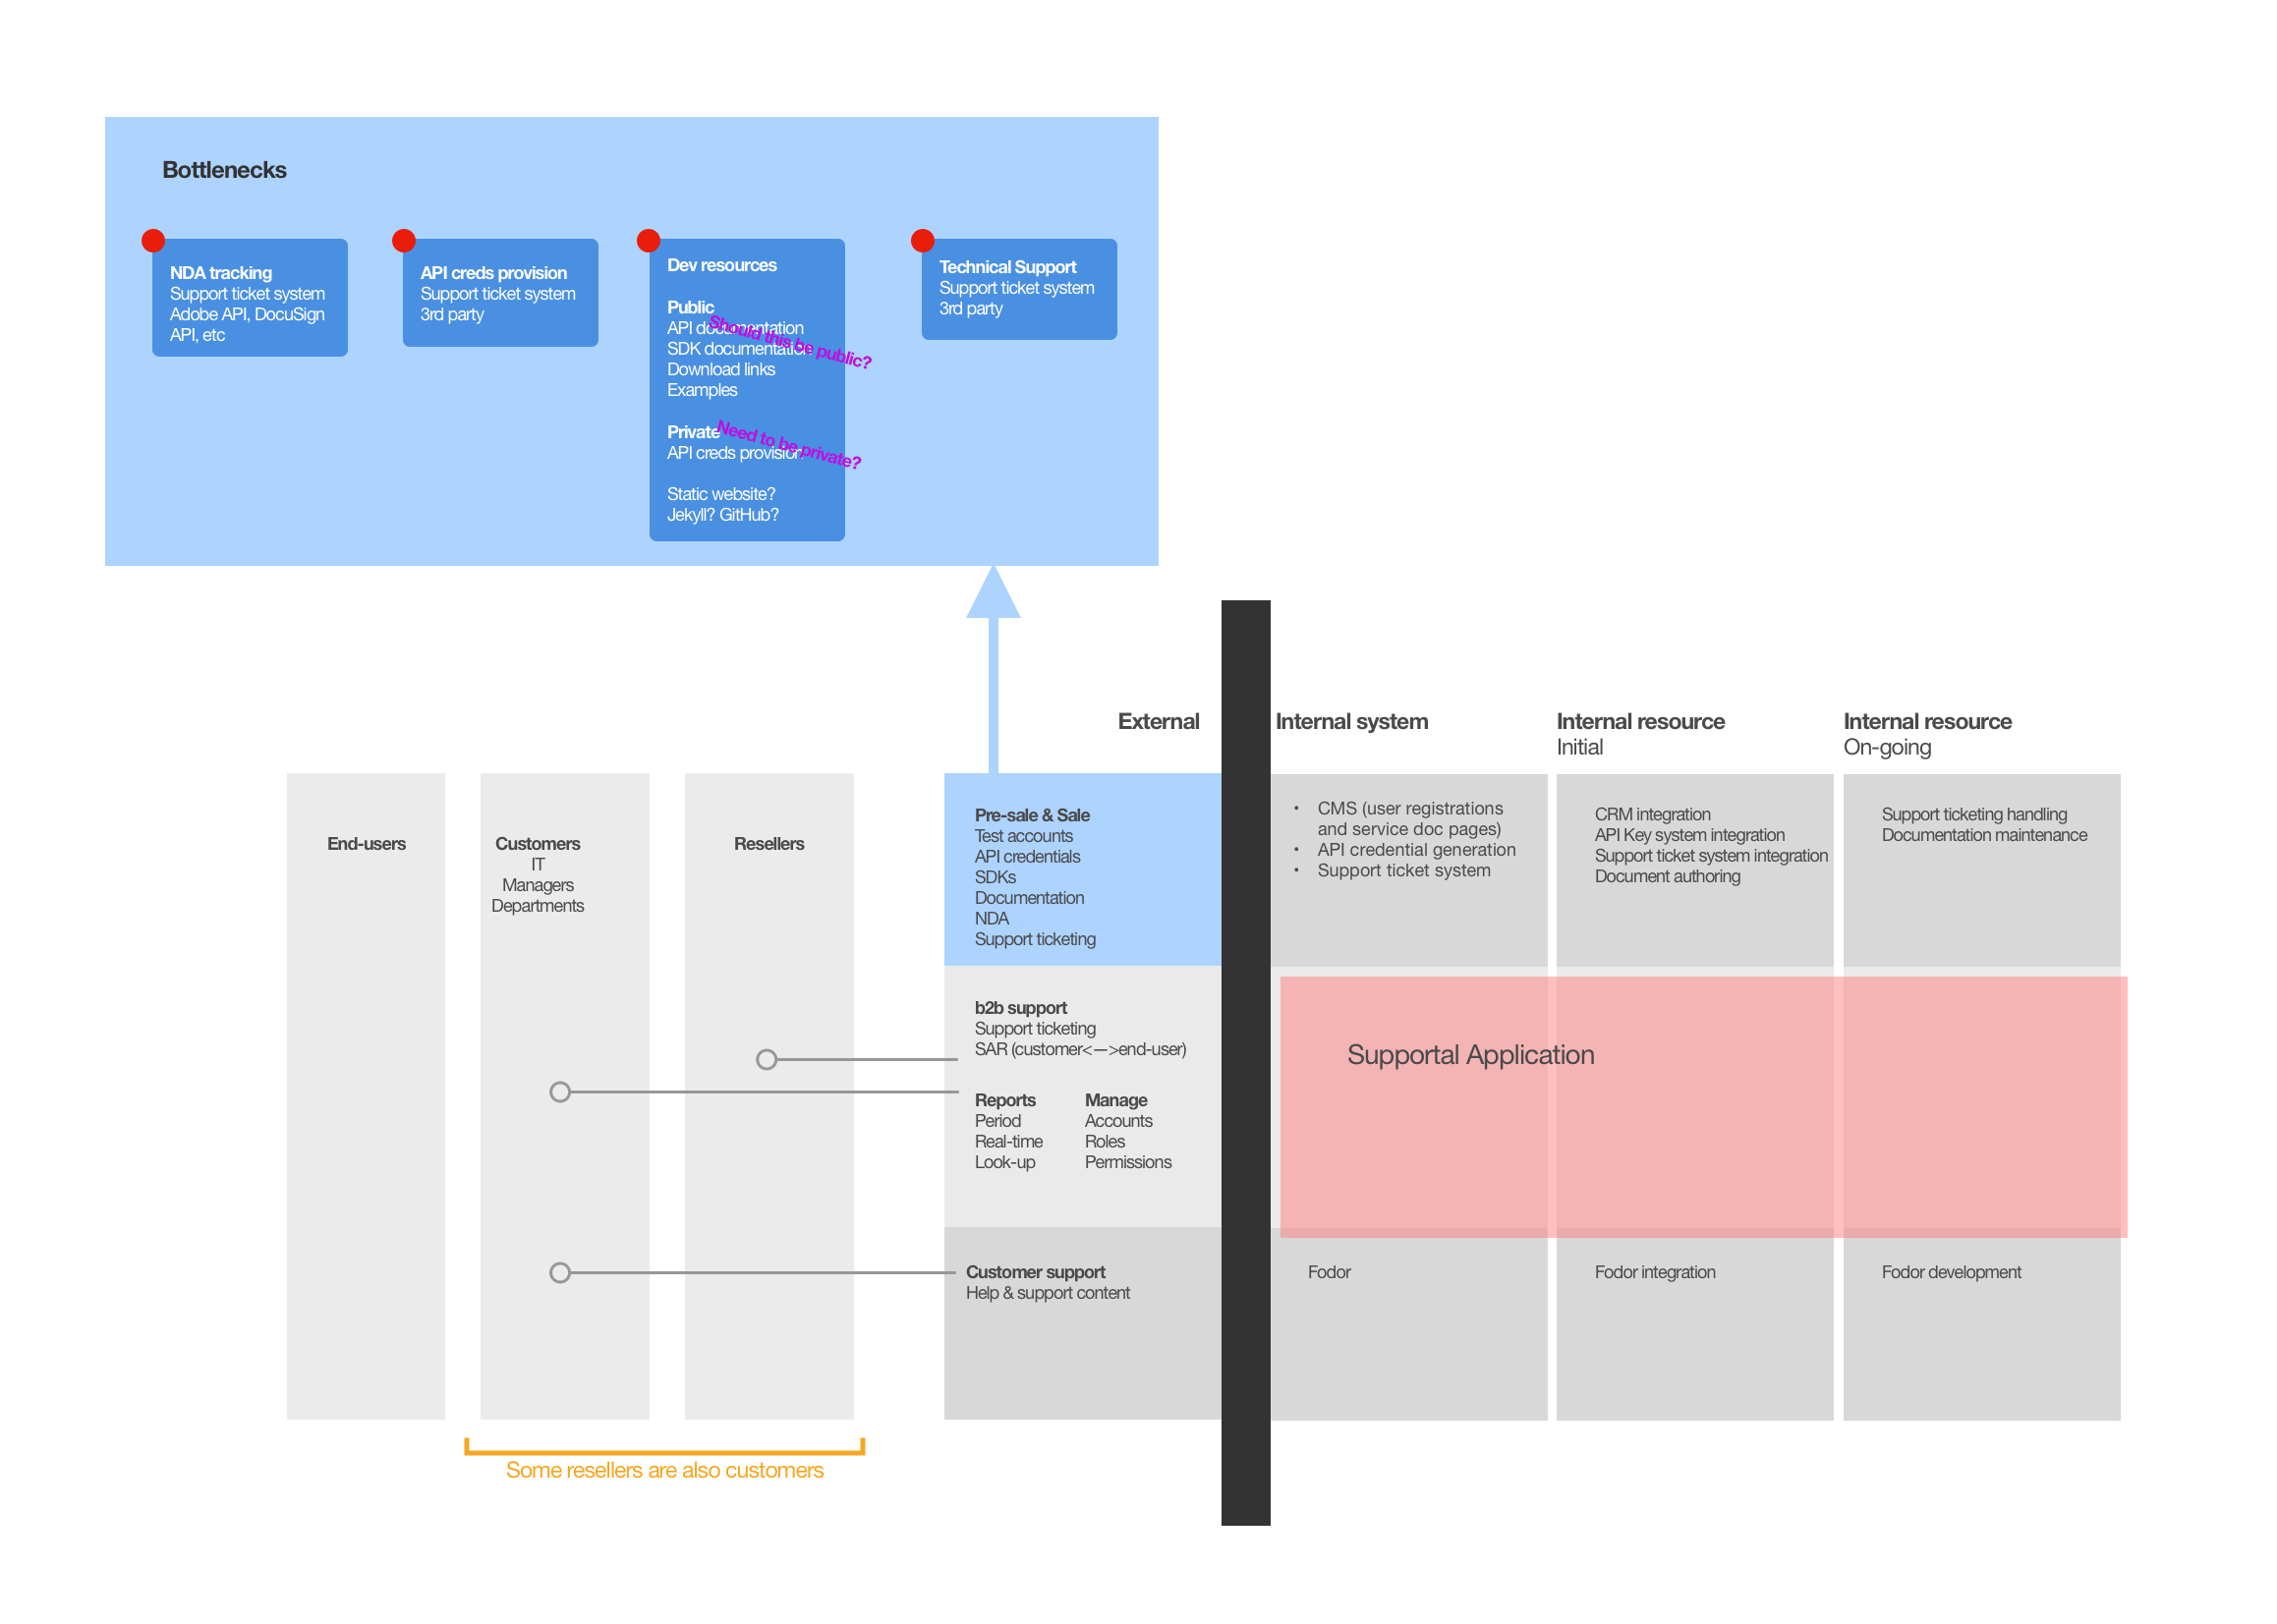 Bottlenecks
NDA tracking
Support ticket system
Adobe API, DocuSign
API, etc
API creds provision
Support ticket system
3rd party
Dev resources
Public
API documentation
SDK documentation
Download links
Examples
Should this be public?
Private
API creds provision
Need to be private?
Static website?
Jekyll? GitHub?
Technical Support
Support ticket system
3rd party
External
Internal system
Internal resource
Initial
Internal resource
On-going
End-users
Customers
IT
Managers
Departments
Resellers
Pre-sale & Sale
Test accounts
API credentials
SDKs
Documentation
NDA
Support ticketing
• CMS (user registrations
and service doc pages)
• API credential generation
• Support ticket system
CRM integration
API Key system integration
Support ticket system integration
Document authoring
Support ticketing handling
Documentation maintenance
b2b support
Support ticketing
SAR (customer<—>end-user)
Reports
Period
Real-time
Look-up
Manage
Accounts
Roles
Permissions
Supportal Application
Customer support
Help & support content
Fodor
Fodor integration
Fodor development
Some resellers are also customers